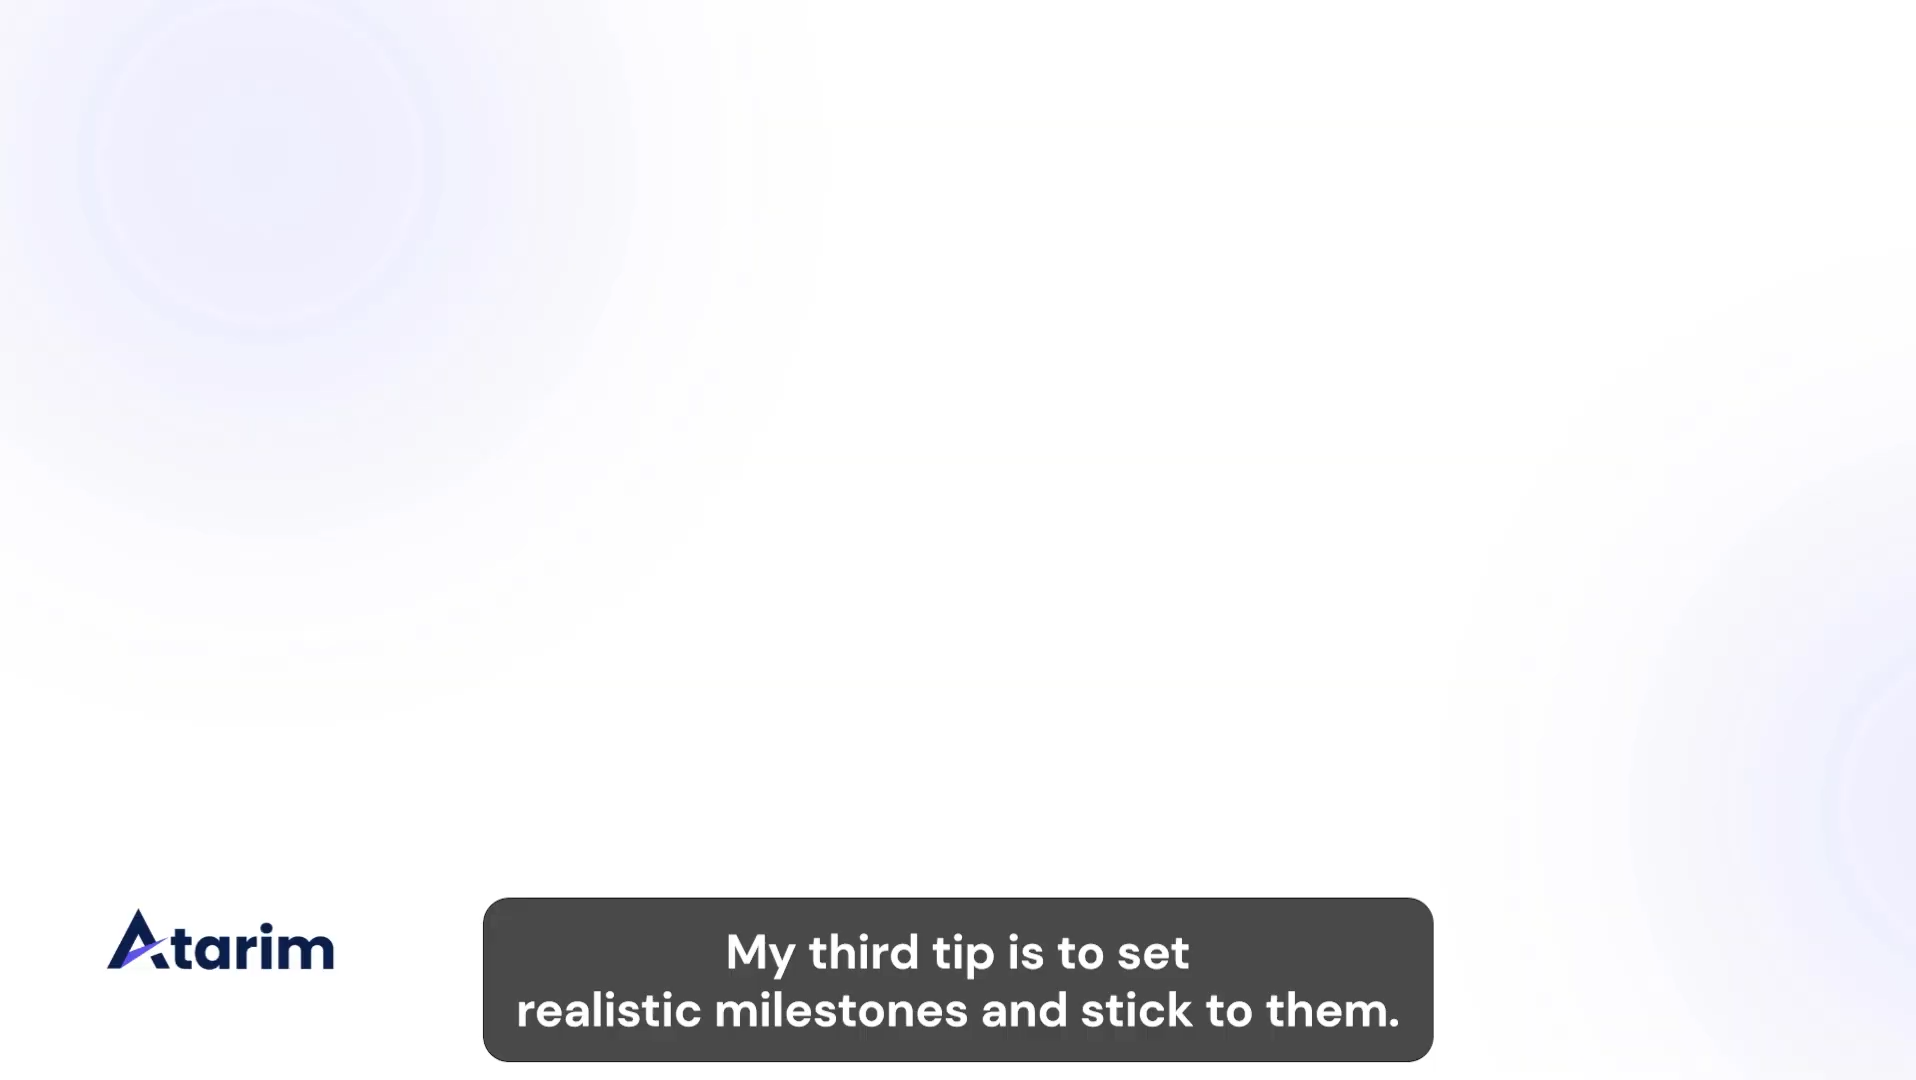 Atarim
My third tip is to set
realistic milestones and stick to them.